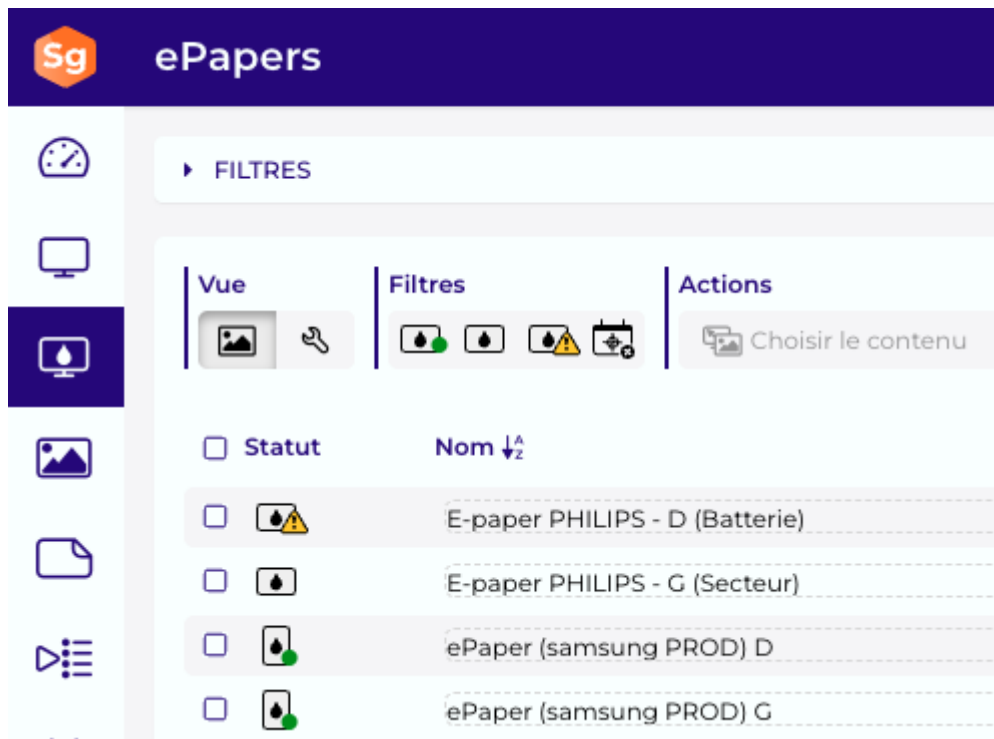 Sg ePapers
FILTRES
Vue Filtres Actions
Choisir le contenu
Statut Nom
E-paper PHILIPS - D (Batterie)
E-paper PHILIPS - G (Secteur)
ePaper (samsung PROD) D
ePaper (samsung PROD) G